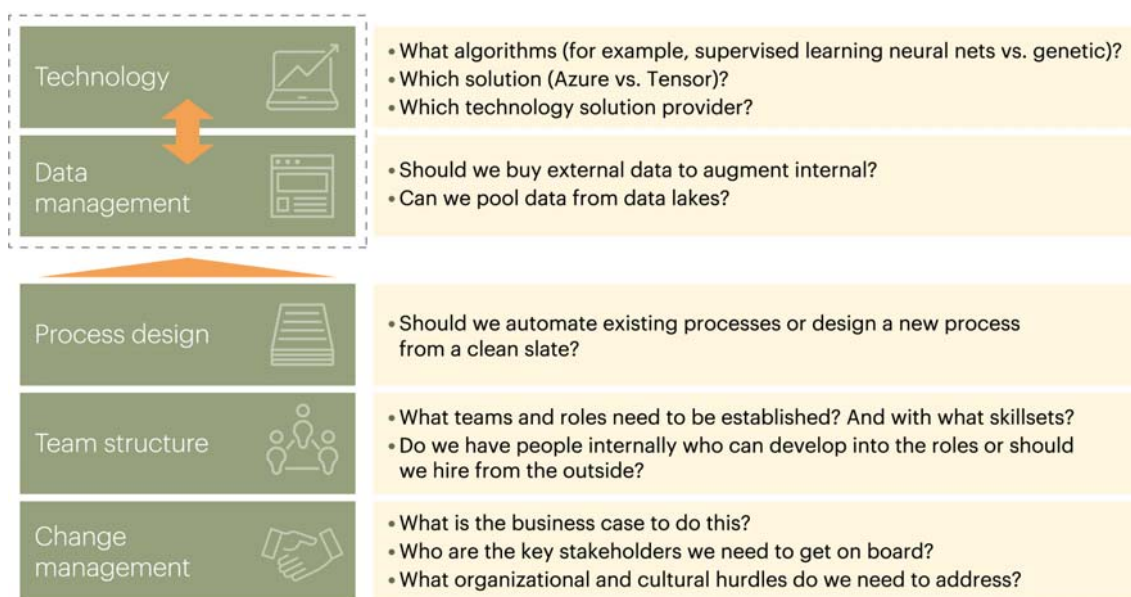 Technology
• What algorithms (for example, supervised learning neural nets vs. genetic)?
• Which solution (Azure vs. Tensor)?
• Which technology solution provider?
Data
management
• Should we buy external data to augment internal?
• Can we pool data from data lakes?
Process design
• Should we automate existing processes or design a new process
from a clean slate?
Team structure
• What teams and roles need to be established? And with what skillsets?
• Do we have people internally who can develop into the roles or should
we hire from the outside?
Change
management
• What is the business case to do this?
• Who are the key stakeholders we need to get on board?
• What organizational and cultural hurdles do we need to address?